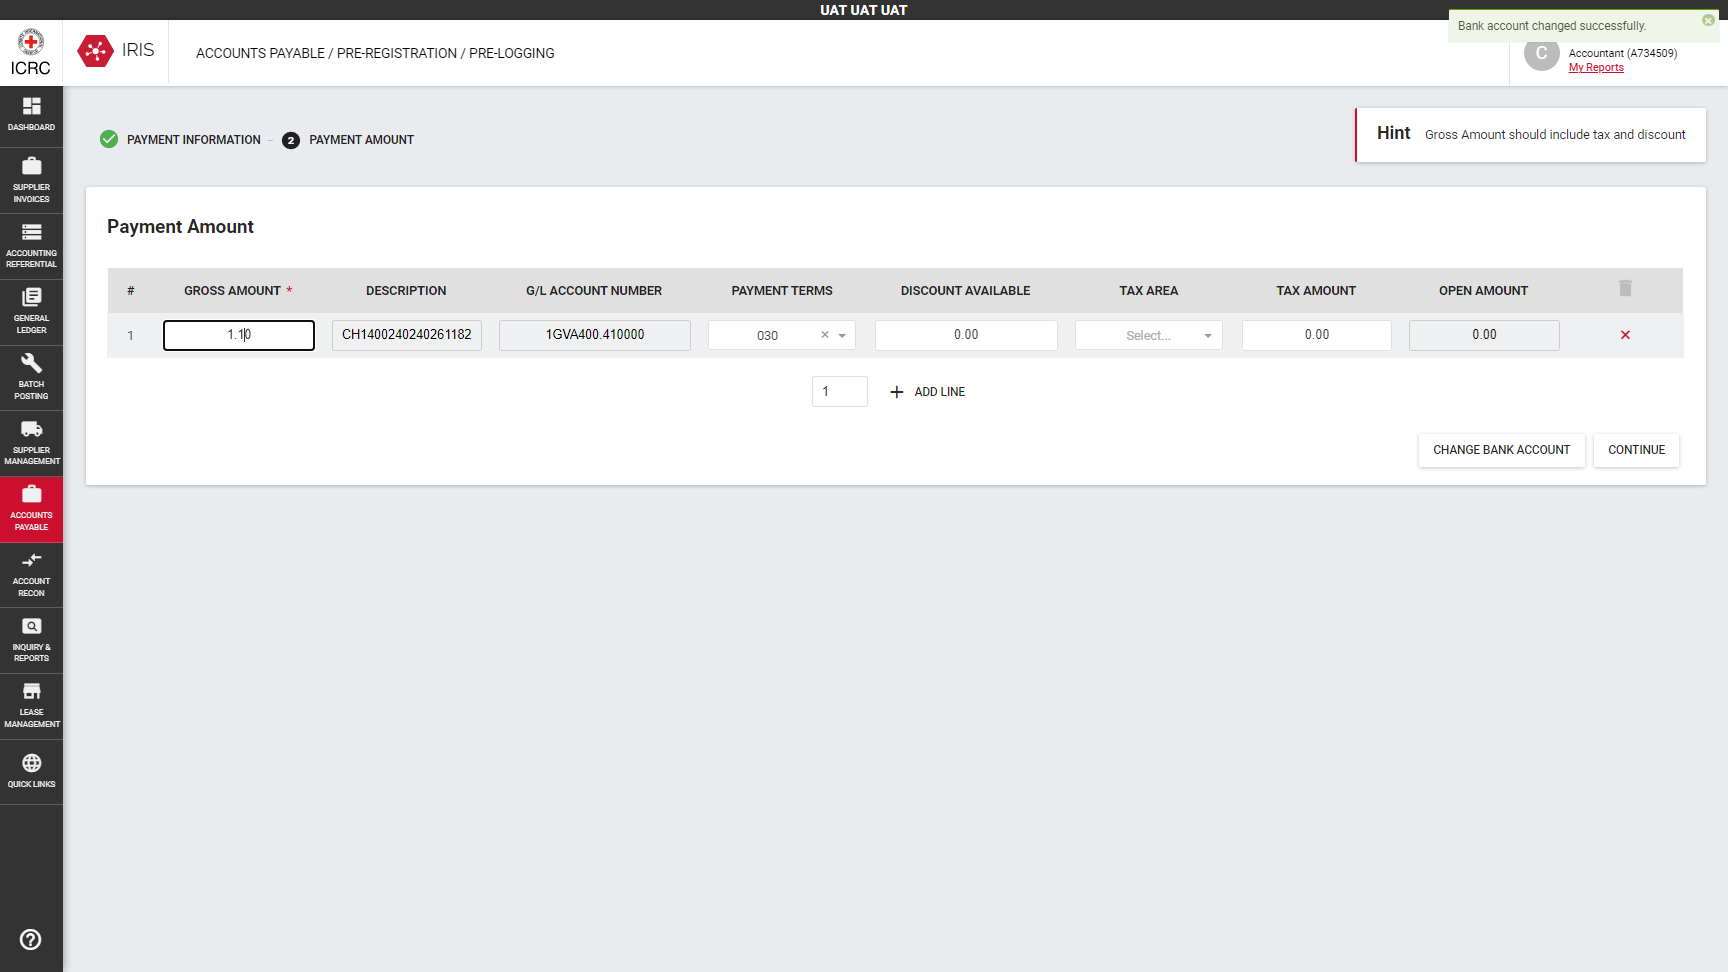 UAT UAT UAT
ICRC
IRIS
ACCOUNTS PAYABLE / PRE-REGISTRATION / PRE-LOGGING
Bank account changed successfully.
C
Accountant (A734509)
My Reports
DASHBOARD
SUPPLIER
INVOICES
ACCOUNTING
REFERENTIAL
GENERAL
LEDGER
BATCH
POSTING
SUPPLIER
MANAGEMENT
ACCOUNTS
PAYABLE
ACCOUNT
RECON
INQUIRY &
REPORTS
LEASE
MANAGEMENT
QUICK LINKS
PAYMENT INFORMATION – 2 PAYMENT AMOUNT
Hint Gross Amount should include tax and discount
Payment Amount
# GROSS AMOUNT * DESCRIPTION G/L ACCOUNT NUMBER PAYMENT TERMS DISCOUNT AVAILABLE TAX AREA TAX AMOUNT OPEN AMOUNT
1 1.10 CH1400240240261182 1GVA400.410000 030 × 0.00 Select... 0.00 0.00
1 + ADD LINE
CHANGE BANK ACCOUNT CONTINUE